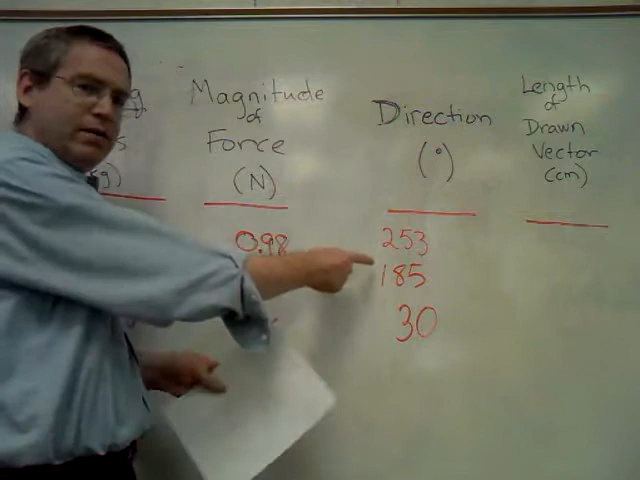 Magnitude
of
Force
(N)
0.98
Direction
(°)
253
185
30
Length
of
Drawn
Vector
(cm)
g
s
g)